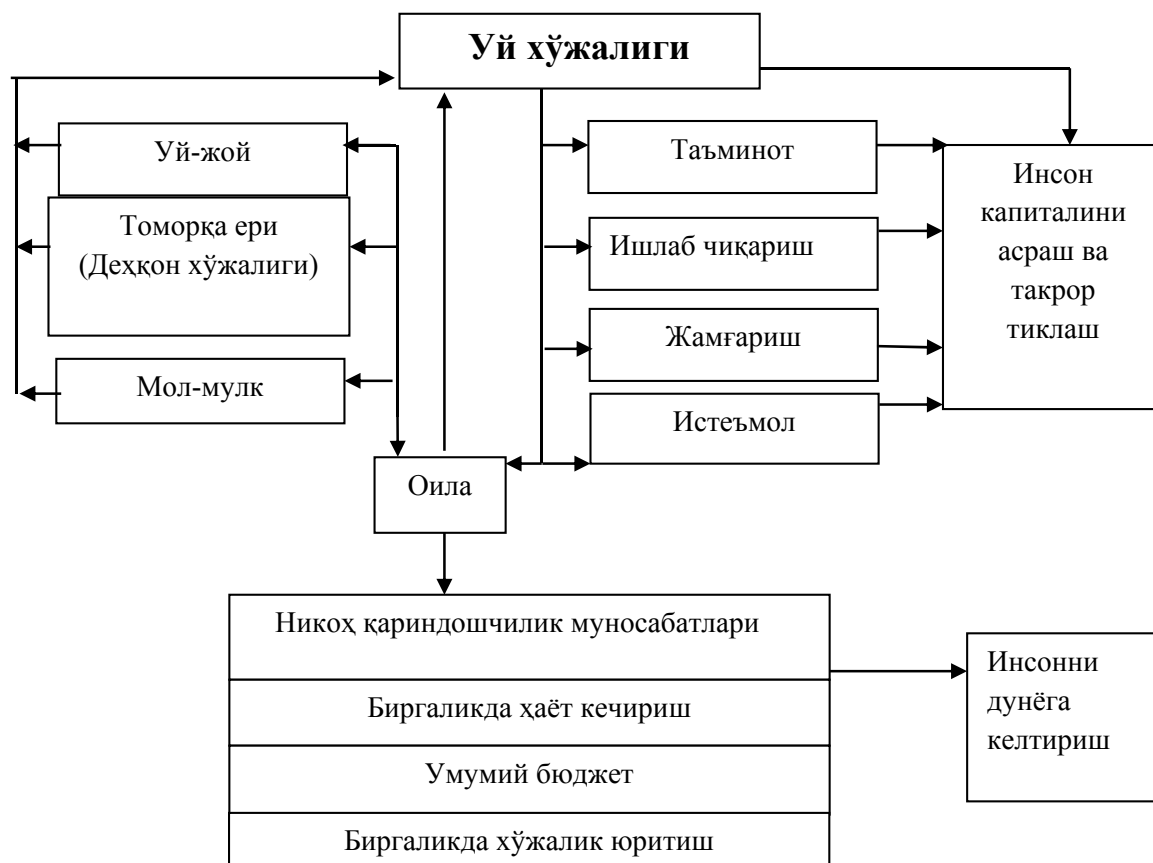 Уй хўжалиги
Уй-жой
Томорқа ери
(Деҳқон хўжалиги)
Мол-мулк
Таъминот
Ишлаб чиқариш
Жамғариш
Истеъмол
Инсон
капиталини
асраш ва
такрор
тиклаш
Оила
Никоҳ қариндошчилик муносабатлари
Биргаликда ҳаёт кечириш
Умумий бюджет
Биргаликда хўжалик юритиш
Инсонни
дунёга
келтириш